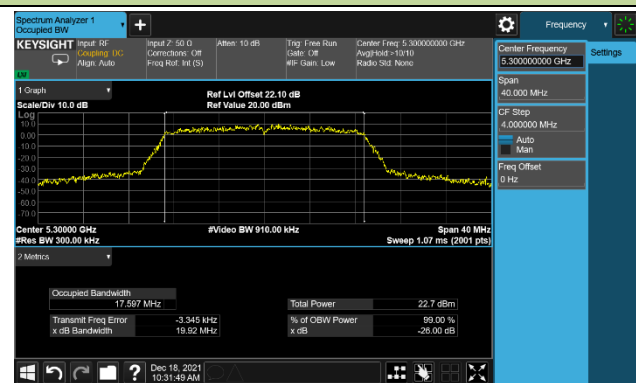 Spectrum Analyzer 1
Occupied BW
+
Frequency
KEYSIGHT
Input: RF
Coupling: DC
Align: Auto
Input Z: 50 Ω
Corrections: Off
Freq Ref: Int (S)
Atten: 10 dB
Trig: Free Run
Gate: Off
#IF Gain: Low
Center Freq: 5.300000000 GHz
Avg|Hold:>10/10
Radio Std: None
Center Frequency
5.300000000 GHz
Settings
Span
40.000 MHz
CF Step
4.000000 MHz
Auto
Man
Freq Offset
0 Hz
1 Graph
Scale/Div 10.0 dB
Ref Lvl Offset 22.10 dB
Ref Value 20.00 dBm
Log
10.0
0.00
-10.0
-20.0
-30.0
-40.0
-50.0
-60.0
-70.0
Center 5.30000 GHz
#Res BW 300.00 kHz
#Video BW 910.00 kHz
Span 40 MHz
Sweep 1.07 ms (2001 pts)
2 Metrics
Occupied Bandwidth
17.597 MHz
Total Power 22.7 dBm
Transmit Freq Error -3.345 kHz
% of OBW Power 99.00 %
x dB Bandwidth 19.92 MHz
x dB -26.00 dB
?
Dec 18, 2021
10:31:49 AM